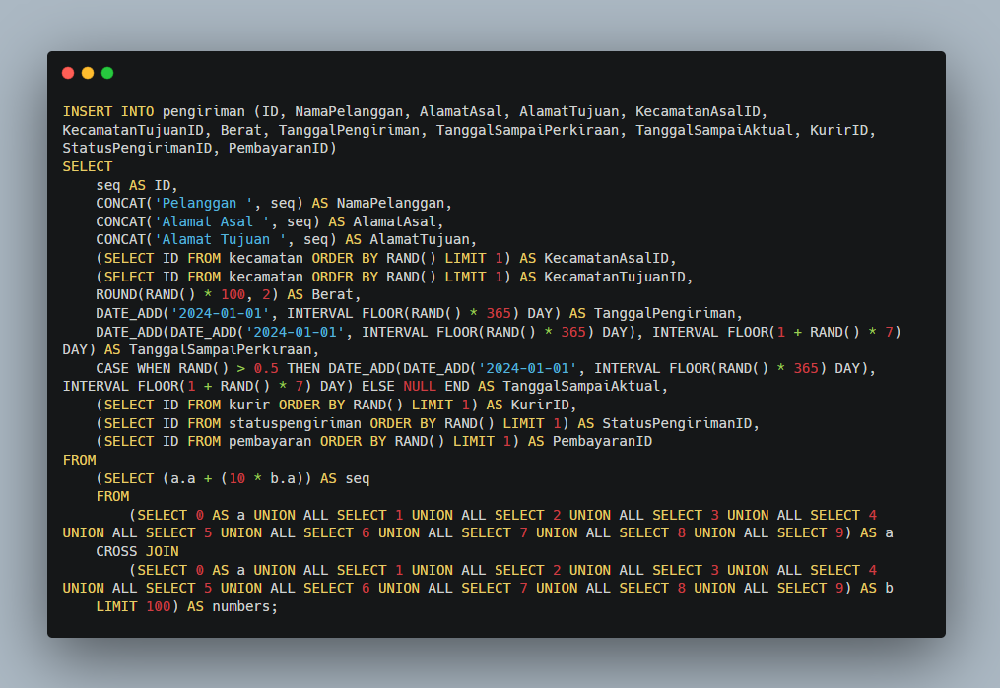 INSERT INTO pengiriman (ID, NamaPelanggan, AlamatAsal, AlamatTujuan, KecamatanAsalID,
KecamatanTujuanID, Berat, TanggalPengiriman, TanggalSampaiPerkiraan, TanggalSampaiAktual, KurirID,
StatusPengirimanID, PembayaranID)
SELECT
    seq AS ID,
    CONCAT('Pelanggan ', seq) AS NamaPelanggan,
    CONCAT('Alamat Asal ', seq) AS AlamatAsal,
    CONCAT('Alamat Tujuan ', seq) AS AlamatTujuan,
    (SELECT ID FROM kecamatan ORDER BY RAND() LIMIT 1) AS KecamatanAsalID,
    (SELECT ID FROM kecamatan ORDER BY RAND() LIMIT 1) AS KecamatanTujuanID,
    ROUND(RAND() * 100, 2) AS Berat,
    DATE_ADD('2024-01-01', INTERVAL FLOOR(RAND() * 365) DAY) AS TanggalPengiriman,
    DATE_ADD(DATE_ADD('2024-01-01', INTERVAL FLOOR(RAND() * 365) DAY), INTERVAL FLOOR(1 + RAND() * 7)
DAY) AS TanggalSampaiPerkiraan,
    CASE WHEN RAND() > 0.5 THEN DATE_ADD(DATE_ADD('2024-01-01', INTERVAL FLOOR(RAND() * 365) DAY),
INTERVAL FLOOR(1 + RAND() * 7) DAY) ELSE NULL END AS TanggalSampaiAktual,
    (SELECT ID FROM kurir ORDER BY RAND() LIMIT 1) AS KurirID,
    (SELECT ID FROM statuspengiriman ORDER BY RAND() LIMIT 1) AS StatusPengirimanID,
    (SELECT ID FROM pembayaran ORDER BY RAND() LIMIT 1) AS PembayaranID
FROM
    (SELECT (a.a + (10 * b.a)) AS seq
    FROM
        (SELECT 0 AS a UNION ALL SELECT 1 UNION ALL SELECT 2 UNION ALL SELECT 3 UNION ALL SELECT 4
UNION ALL SELECT 5 UNION ALL SELECT 6 UNION ALL SELECT 7 UNION ALL SELECT 8 UNION ALL SELECT 9) AS a
    CROSS JOIN
        (SELECT 0 AS a UNION ALL SELECT 1 UNION ALL SELECT 2 UNION ALL SELECT 3 UNION ALL SELECT 4
UNION ALL SELECT 5 UNION ALL SELECT 6 UNION ALL SELECT 7 UNION ALL SELECT 8 UNION ALL SELECT 9) AS b
    LIMIT 100) AS numbers;